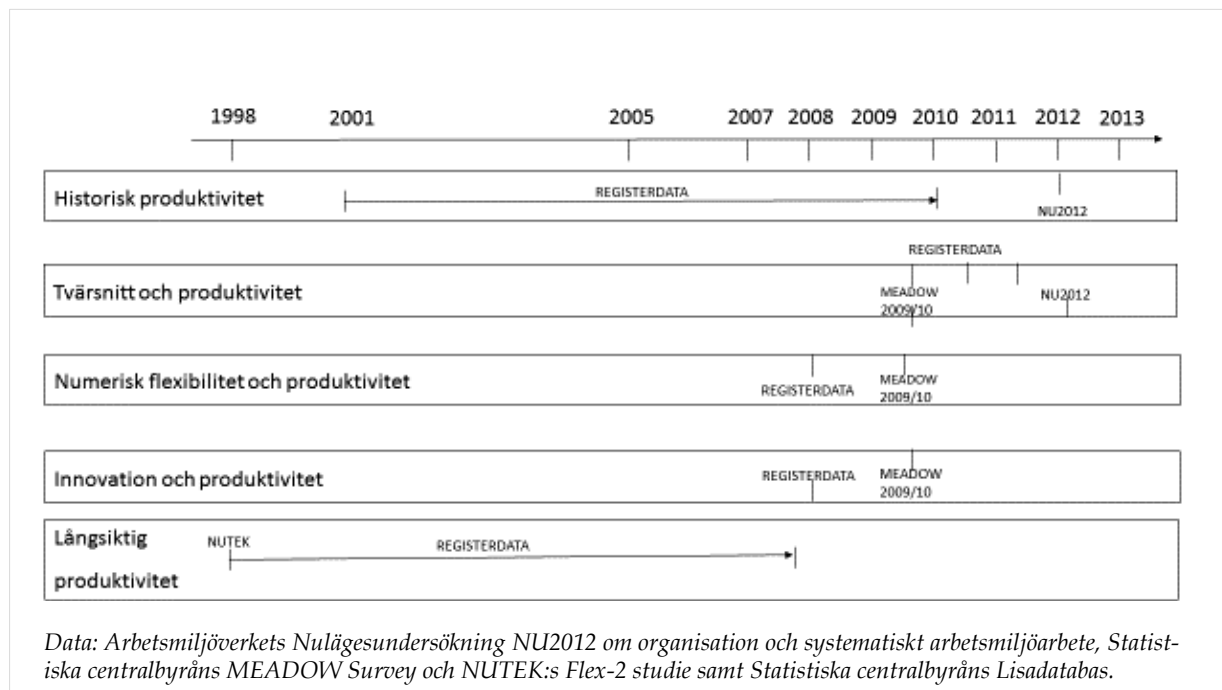 1998 2001 2005 2007 2008 2009 2010 2011 2012 2013
Historisk produktivitet
REGISTERDATA
NU2012
REGISTERDATA
Tvärsnitt och produktivitet
MEADOW
2009/10
NU2012
Numerisk flexibilitet och produktivitet
REGISTERDATA
MEADOW
2009/10
Innovation och produktivitet
REGISTERDATA
MEADOW
2009/10
Långsiktig
produktivitet
NUTEK
REGISTERDATA
Data: Arbetsmiljöverkets Nulägesundersökning NU2012 om organisation och systematiskt arbetsmiljöarbete, Statist-
iska centralbyråns MEADOW Survey och NUTEK:s Flex-2 studie samt Statistiska centralbyråns Lisadatabas.